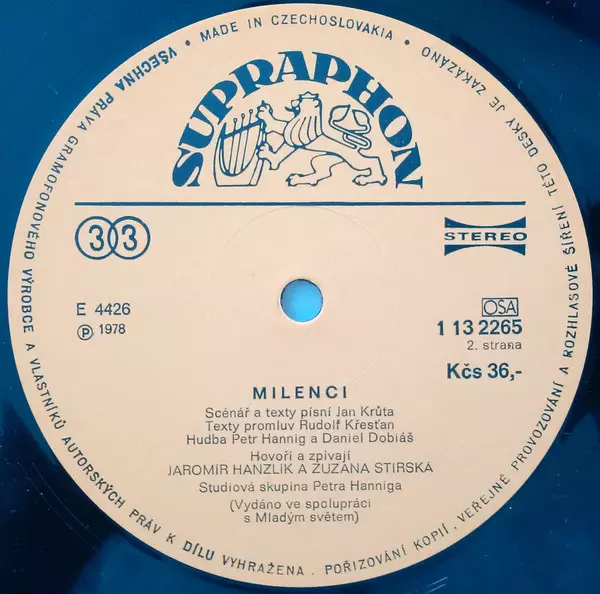 VŠECHNA PRÁVA GRAMOFONOVÉHO VÝROBCE A VLASTNÍKŮ AUTORSKÝCH PRÁV K DÍLU VYHRAŽENA. POŘIZOVÁNÍ KOPIÍ, VEŘEJNÉ PROVOZOVÁNÍ A ROZHLASOVÉ ŠÍŘENÍ TÉTO DESKY JE ZAKÁZÁNO • MADE IN CZECHOSLOVAKIA •
SUPRAPHON
33
STEREO
E 4426
℗ 1978
OSA
1 13 2265
2. strana
Kčs 36,-
MILENCI
Scénář a texty písní Jan Krůta
Texty promluv Rudolf Křesťan
Hudba Petr Hannig a Daniel Dobiáš
Hovoří a zpívají
JAROMÍR HANZLÍK A ZUZANA STIRSKÁ
Studiová skupina Petra Hanniga
(Vydáno ve spolupráci
s Mladým světem)